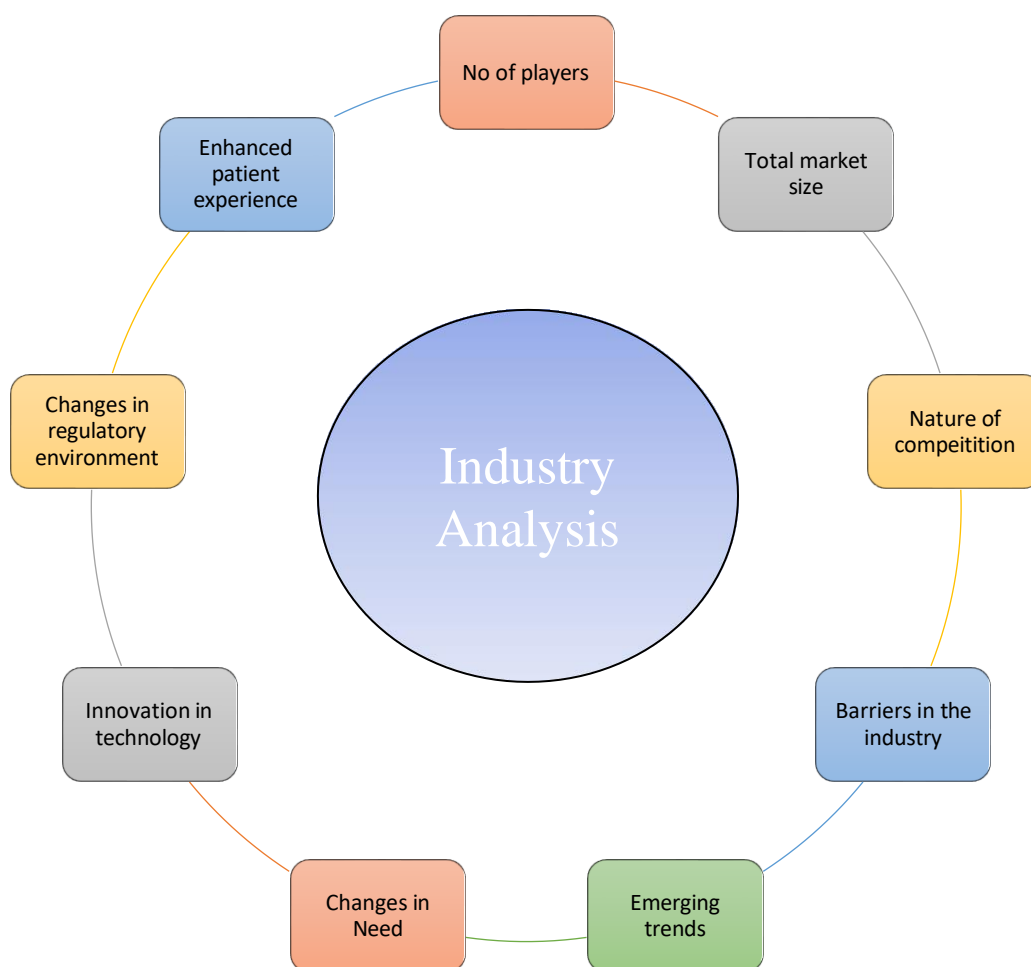 No of players
Total market
size
Nature of
compeitition
Barriers in the
industry
Emerging
trends
Changes in
Need
Innovation in
technology
Changes in
regulatory
environment
Enhanced
patient
experience
Industry
Analysis